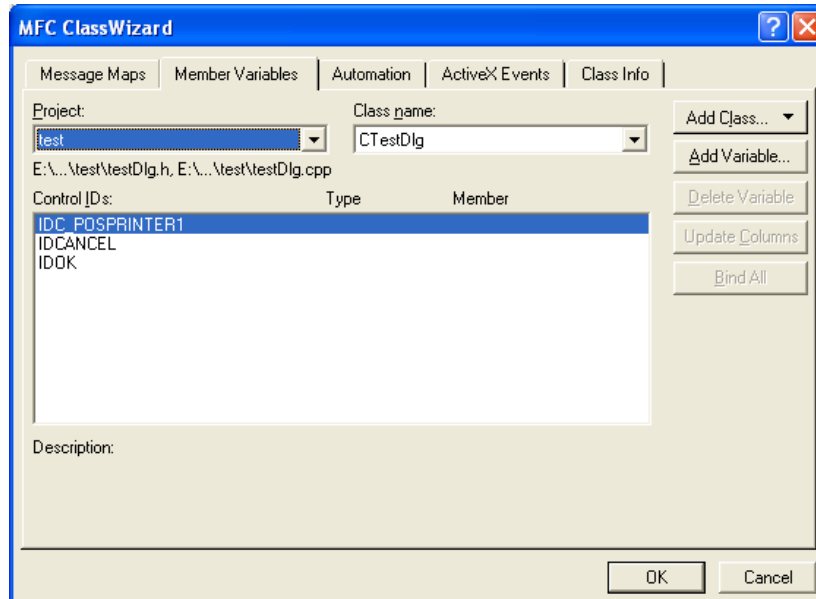 MFC ClassWizard
Message Maps Member Variables Automation ActiveX Events Class Info
Project: Class name:
test CTestDlg
Add Class...
E:\...\test\testDlg.h, E:\...\test\testDlg.cpp
Add Variable...
Control IDs: Type Member
Delete Variable
IDC_POSPRINTER1
IDCANCEL
IDOK
Update Columns
Bind All
Description:
OK Cancel